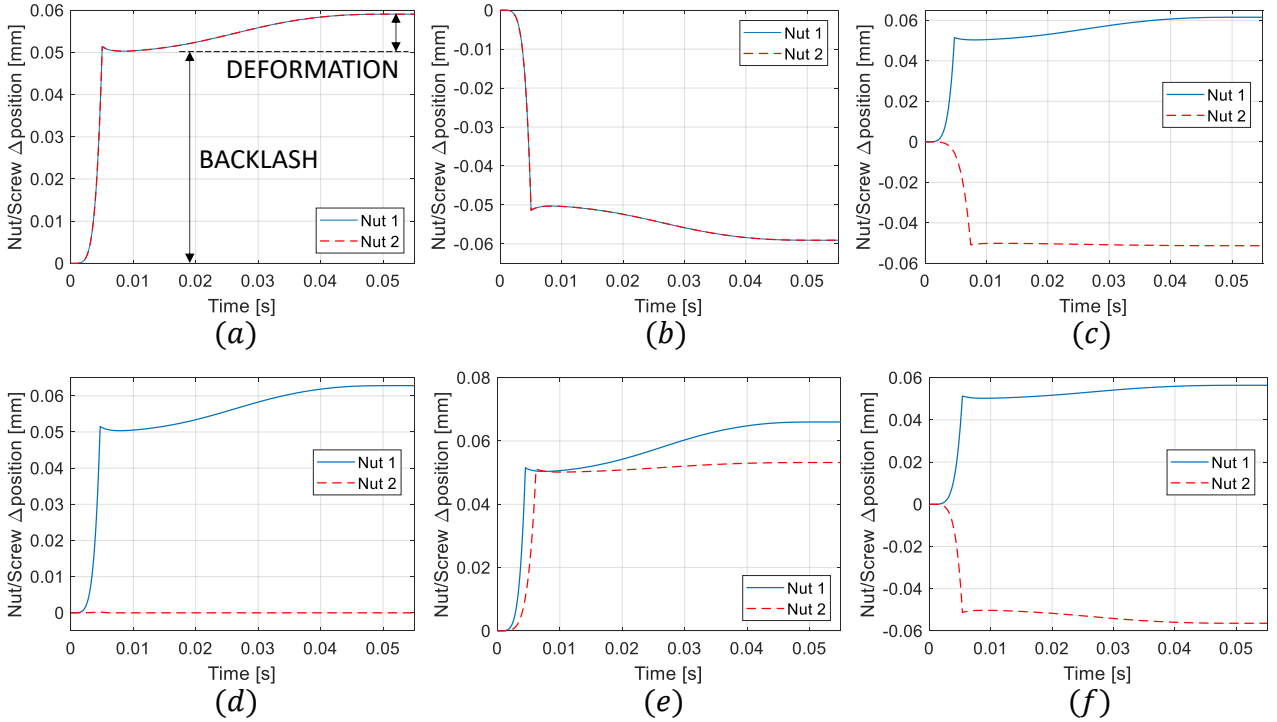 Nut/Screw △position [mm]
0.06
0.05
0.04
0.03
0.02
0.01
0
DEFORMATION
BACKLASH
Nut 1
Nut 2
0 0.01 0.02 0.03 0.04 0.05
Time [s]
(a)
Nut/Screw △position [mm]
0
-0.01
-0.02
-0.03
-0.04
-0.05
-0.06
Nut 1
Nut 2
0 0.01 0.02 0.03 0.04 0.05
Time [s]
(b)
Nut/Screw △position [mm]
0.06
0.04
0.02
0
-0.02
-0.04
-0.06
Nut 1
Nut 2
0 0.01 0.02 0.03 0.04 0.05
Time [s]
(c)
Nut/Screw △position [mm]
0.06
0.05
0.04
0.03
0.02
0.01
0
Nut 1
Nut 2
0 0.01 0.02 0.03 0.04 0.05
Time [s]
(d)
Nut/Screw △position [mm]
0.08
0.06
0.04
0.02
0
Nut 1
Nut 2
0 0.01 0.02 0.03 0.04 0.05
Time [s]
(e)
Nut/Screw △position [mm]
0.06
0.04
0.02
0
-0.02
-0.04
-0.06
Nut 1
Nut 2
0 0.01 0.02 0.03 0.04 0.05
Time [s]
(f)